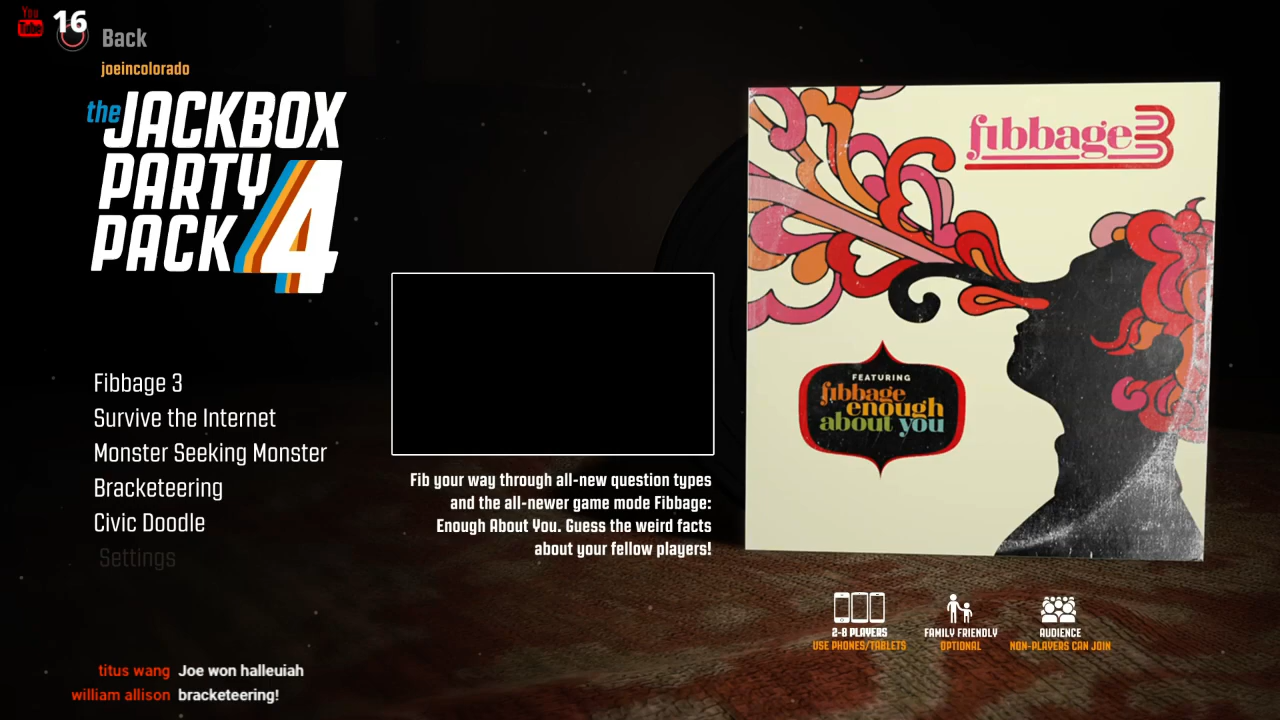 You
Tube
16
Back
joeincolorado
the JACKBOX
PARTY
PACK 4
Fibbage 3
Survive the Internet
Monster Seeking Monster
Bracketeering
Civic Doodle
Settings
Fib your way through all-new question types
and the all-newer game mode Fibbage:
Enough About You. Guess the weird facts
about your fellow players!
fibbage 3
FEATURING
fibbage
enough
about you
2-8 PLAYERS
USE PHONES/TABLETS
FAMILY FRIENDLY
OPTIONAL
AUDIENCE
NON-PLAYERS CAN JOIN
titus wang Joe won halleuiah
william allison bracketeering!